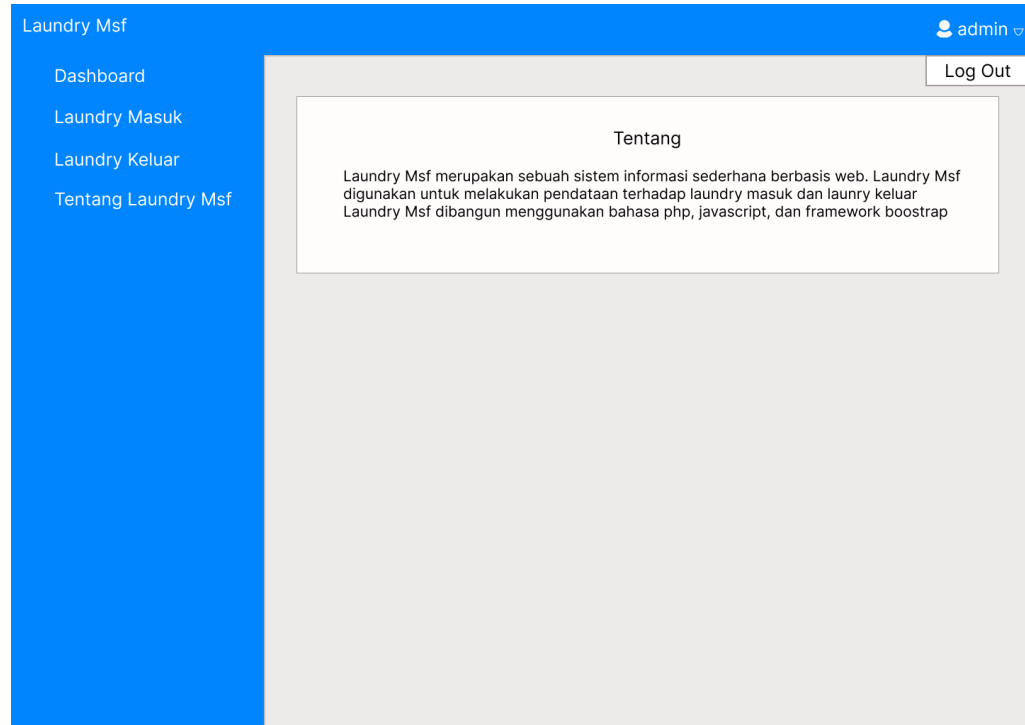 Laundry Msf
admin
Log Out
Dashboard
Laundry Masuk
Laundry Keluar
Tentang Laundry Msf
Tentang
Laundry Msf merupakan sebuah sistem informasi sederhana berbasis web. Laundry Msf
digunakan untuk melakukan pendataan terhadap laundry masuk dan launry keluar
Laundry Msf dibangun menggunakan bahasa php, javascript, dan framework boostrap